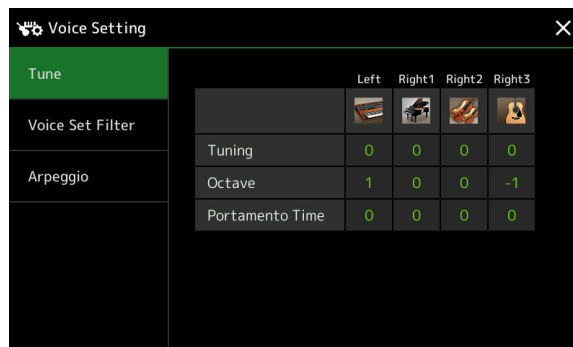 Voice Setting
Tune
Left Right1 Right2 Right3
Voice Set Filter
Tuning 0 0 0 0
Arpeggio
Octave 1 0 0 -1
Portamento Time 0 0 0 0